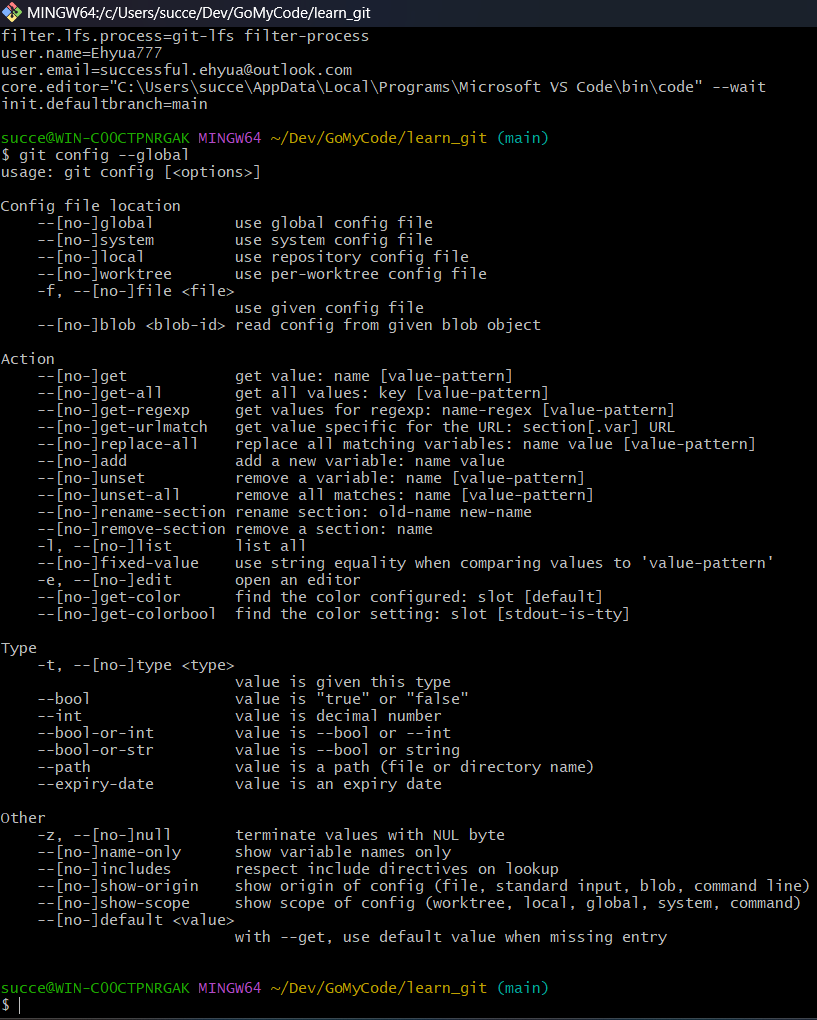 MINGW64:/c/Users/succe/Dev/GoMyCode/learn_git
filter.lfs.process=git-lfs filter-process
user.name=Ehyua777
user.email=successful.ehyua@outlook.com
core.editor="C:\Users\succe\AppData\Local\Programs\Microsoft VS Code\bin\code" --wait
init.defaultbranch=main

succe@WIN-C0OCTPNRGAK MINGW64 ~/Dev/GoMyCode/learn_git (main)
$ git config --global
usage: git config [<options>]

Config file location
    --[no-]global         use global config file
    --[no-]system         use system config file
    --[no-]local          use repository config file
    --[no-]worktree       use per-worktree config file
    -f, --[no-]file <file>
                          use given config file
    --[no-]blob <blob-id> read config from given blob object

Action
    --[no-]get            get value: name [value-pattern]
    --[no-]get-all        get all values: key [value-pattern]
    --[no-]get-regexp     get values for regexp: name-regex [value-pattern]
    --[no-]get-urlmatch   get value specific for the URL: section[.var] URL
    --[no-]replace-all    replace all matching variables: name value [value-pattern]
    --[no-]add            add a new variable: name value
    --[no-]unset          remove a variable: name [value-pattern]
    --[no-]unset-all      remove all matches: name [value-pattern]
    --[no-]rename-section rename section: old-name new-name
    --[no-]remove-section remove a section: name
    -l, --[no-]list       list all
    --[no-]fixed-value    use string equality when comparing values to 'value-pattern'
    -e, --[no-]edit       open an editor
    --[no-]get-color      find the color configured: slot [default]
    --[no-]get-colorbool  find the color setting: slot [stdout-is-tty]

Type
    -t, --[no-]type <type>
                          value is given this type
    --bool                value is "true" or "false"
    --int                 value is decimal number
    --bool-or-int         value is --bool or --int
    --bool-or-str         value is --bool or string
    --path                value is a path (file or directory name)
    --expiry-date         value is an expiry date

Other
    -z, --[no-]null       terminate values with NUL byte
    --[no-]name-only      show variable names only
    --[no-]includes       respect include directives on lookup
    --[no-]show-origin    show origin of config (file, standard input, blob, command line)
    --[no-]show-scope     show scope of config (worktree, local, global, system, command)
    --[no-]default <value>
                          with --get, use default value when missing entry

succe@WIN-C0OCTPNRGAK MINGW64 ~/Dev/GoMyCode/learn_git (main)
$